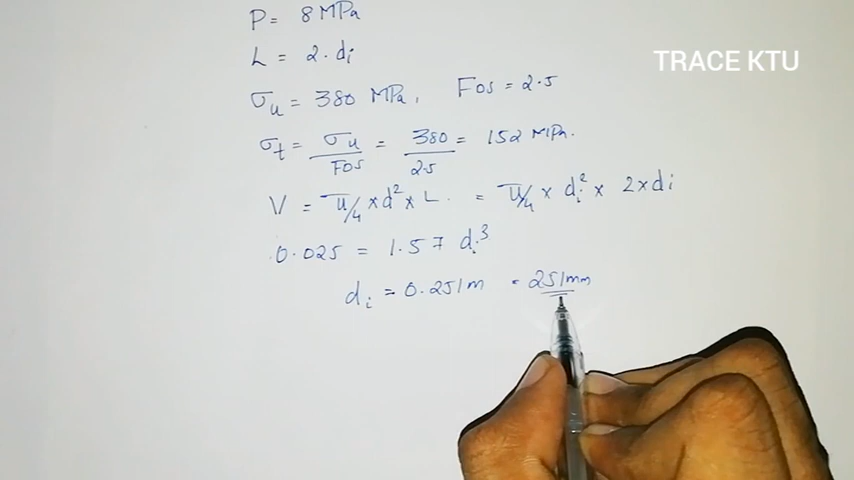 P = 8 MPa
TRACE KTU
L = 2 · di
σu = 380 MPa, FOS = 2.5
σt = σu / FOS = 380 / 2.5 = 152 MPa.
V = π/4 × d² × L. = π/4 × di² × 2 × di
0.025 = 1.57 di³
di = 0.251m = 251mm